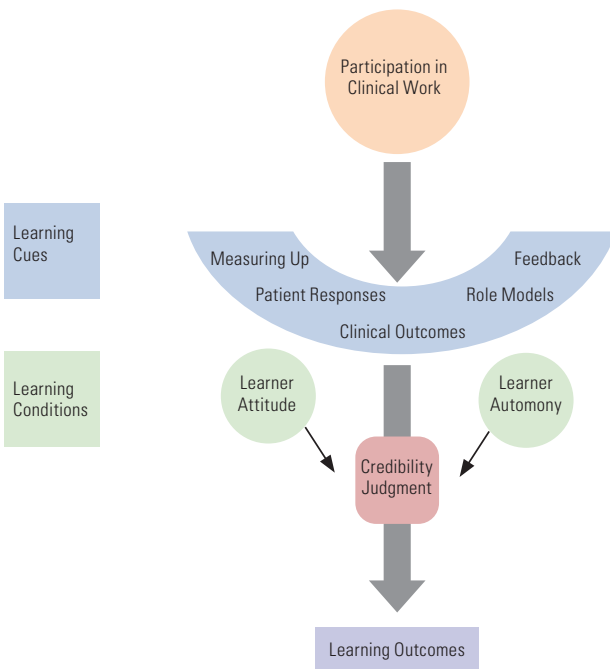 Participation in
Clinical Work
Learning
Cues
Measuring Up
Feedback
Patient Responses
Role Models
Clinical Outcomes
Learning
Conditions
Learner
Attitude
Learner
Automony
Credibility
Judgment
Learning Outcomes